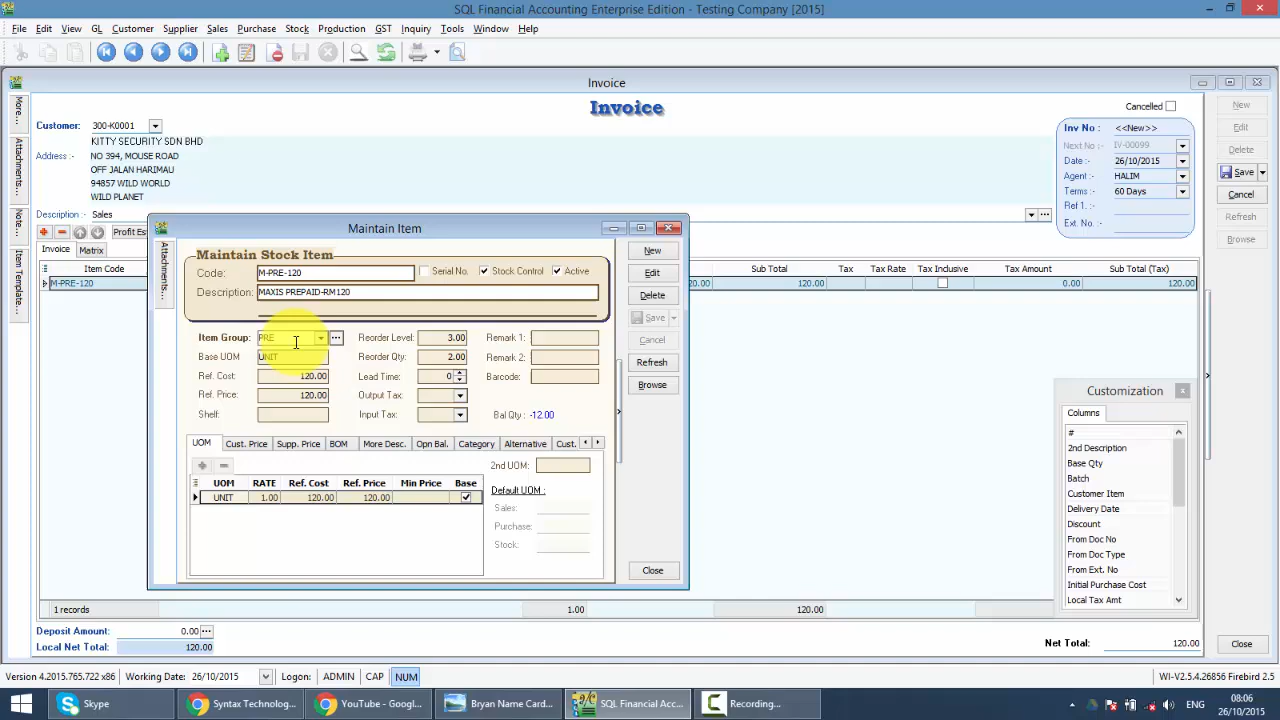 SQL Financial Accounting Enterprise Edition - Testing Company [2015]
File Edit View GL Customer Supplier Sales Purchase Stock Production GST Inquiry Tools Window Help
Invoice
Invoice
Cancelled
New
Edit
Delete
Save
Cancel
Refresh
Browse
More...
Attachments...
Note...
Item Template...
Customer: 300-K0001
KITTY SECURITY SDN BHD
Address :- NO 394, MOUSE ROAD
OFF JALAN HARIMAU
94857 WILD WORLD
WILD PLANET
Description :- Sales
Inv No : <<New>>
Next No :- IV-00099
Date :- 26/10/2015
Agent : HALIM
Terms : 60 Days
Ref 1. :
Ext. No. :
Profit Es
Invoice Matrix
Item Code Sub Total Tax Tax Rate Tax Inclusive Tax Amount Sub Total (Tax)
M-PRE-120 20.00 120.00 0.00 120.00
Maintain Item
Attachments...
Maintain Stock Item
Code: M-PRE-120 Serial No. Stock Control Active
Description: MAXIS PREPAID-RM120
Item Group: PRE Reorder Level: 3.00 Remark 1:
Base UOM UNIT Reorder Qty: 2.00 Remark 2:
Ref. Cost: 120.00 Lead Time: 0 Barcode:
Ref. Price: 120.00 Output Tax:
Shelf: Input Tax: Bal Qty : -12.00
New
Edit
Delete
Save
Cancel
Refresh
Browse
Close
UOM Cust. Price Supp. Price BOM More Desc. Opn Bal. Category Alternative Cust.
UOM RATE Ref. Cost Ref. Price Min Price Base
UNIT 1.00 120.00 120.00
2nd UOM:
Default UOM :
Sales:
Purchase:
Stock:
Customization
Columns
#
2nd Description
Base Qty
Batch
Customer Item
Delivery Date
Discount
From Doc No
From Doc Type
From Ext. No
Initial Purchase Cost
Local Tax Amt
1 records 1.00 120.00
Deposit Amount: 0.00
Local Net Total: 120.00
Net Total: 120.00
Close
Version 4.2015.765.722 x86 Working Date: 26/10/2015 Logon: ADMIN CAP NUM WI-V2.5.4.26856 Firebird 2.5
Skype Syntax Technolog... YouTube - Googl... Bryan Name Card... SQL Financial Acc... Recording... ENG 08:06
26/10/2015